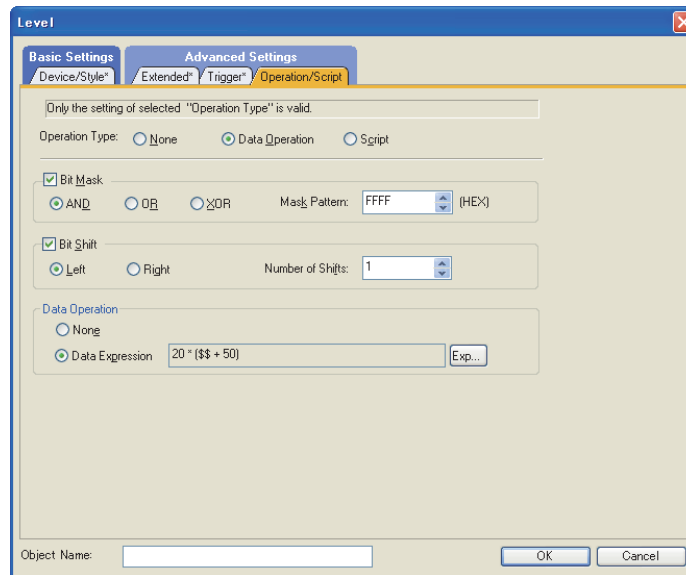 Level
Basic Settings Advanced Settings
Device/Style* Extended* Trigger* Operation/Script
Only the setting of selected "Operation Type" is valid.
Operation Type: None Data Operation Script
Bit Mask
AND OR XOR Mask Pattern: FFFF (HEX)
Bit Shift
Left Right Number of Shifts: 1
Data Operation
None
Data Expression 20 * ($$ + 50) Exp...
Object Name: OK Cancel